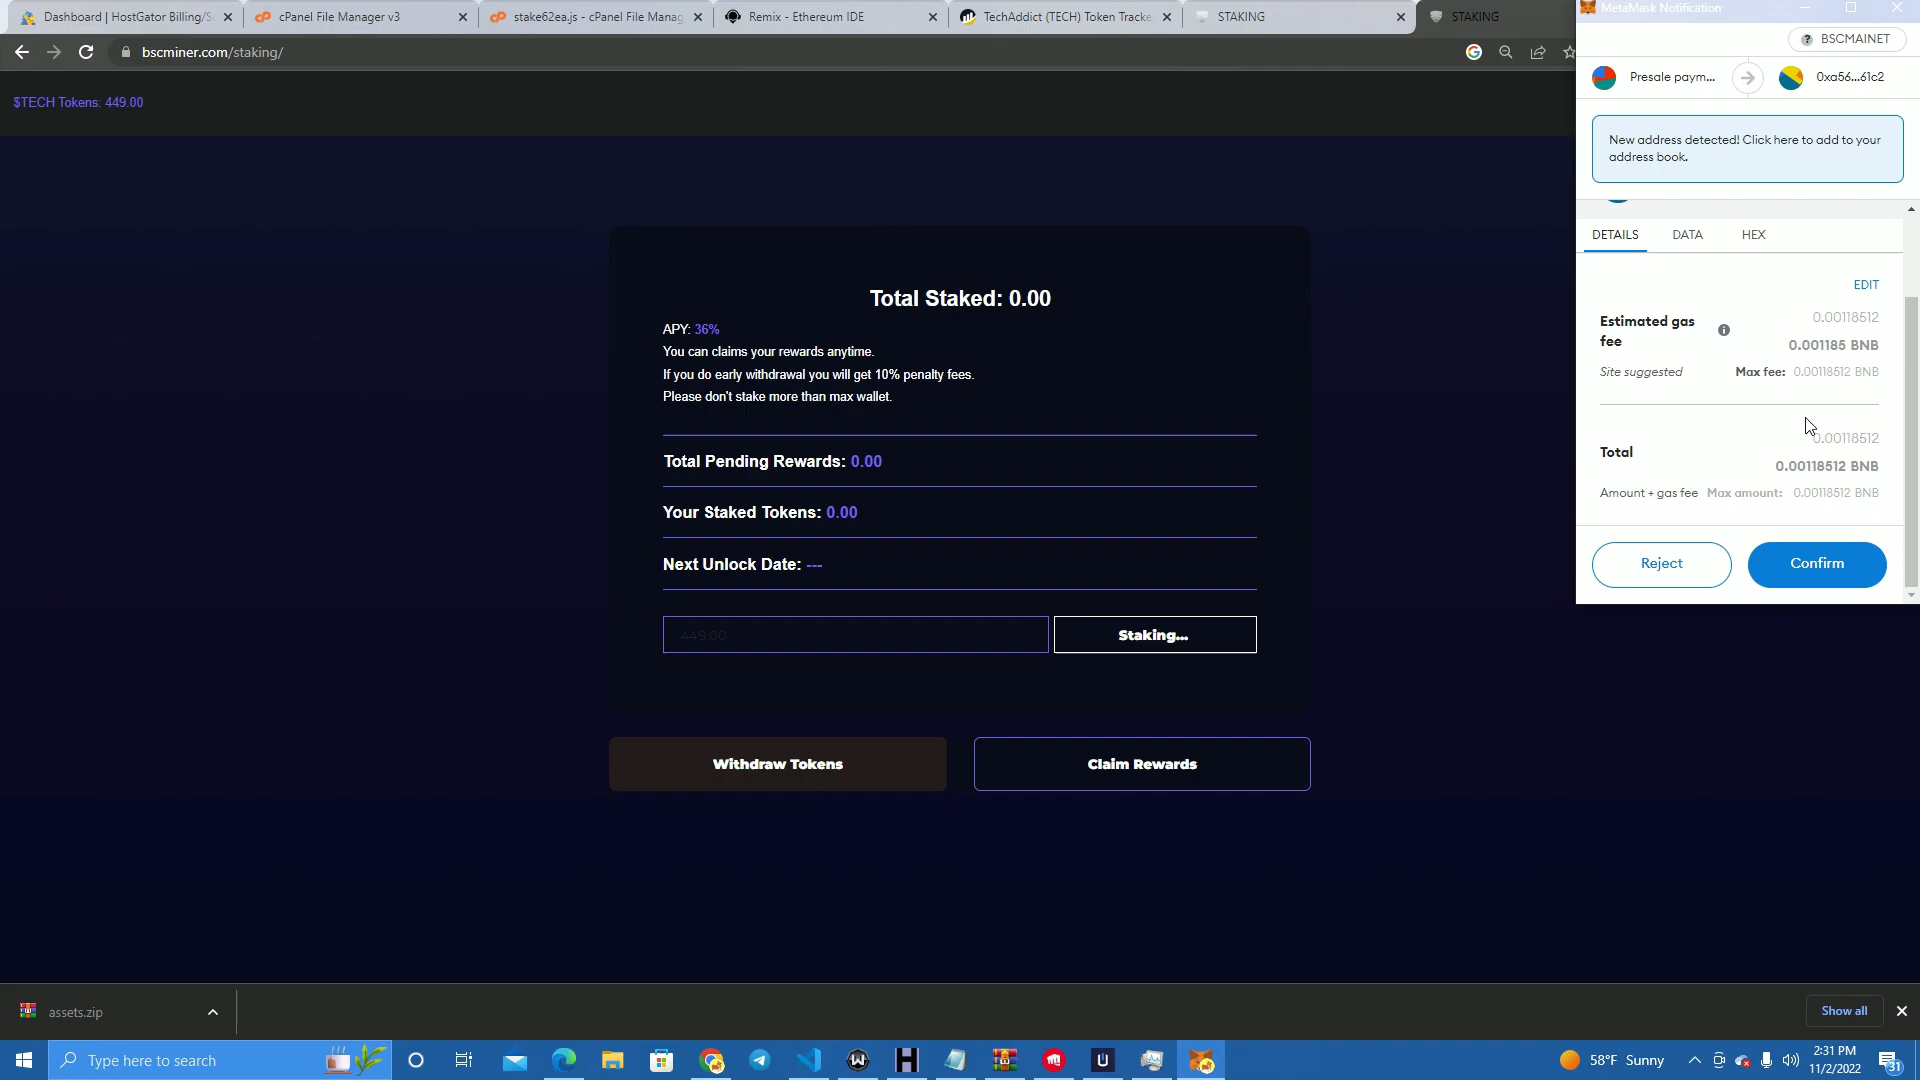 Dashboard | HostGator Billing/S
cPanel File Manager v3
stake62ea.js - cPanel File Manag
Remix - Ethereum IDE
TechAddict (TECH) Token Tracke
STAKING
STAKING
MetaMask Notification
bscminer.com/staking/
BSCMAINET
Presale paym...
0xa56...61c2
$TECH Tokens: 449.00
New address detected! Click here to add to your
address book.
DETAILS
DATA
HEX
EDIT
Estimated gas
fee
0.00118512
0.001185 BNB
Site suggested
Max fee: 0.00118512 BNB
0.00118512
Total
0.00118512 BNB
Amount + gas fee
Max amount: 0.00118512 BNB
Reject
Confirm
Total Staked: 0.00
APY: 36%
You can claims your rewards anytime.
If you do early withdrawal you will get 10% penalty fees.
Please don't stake more than max wallet.
Total Pending Rewards: 0.00
Your Staked Tokens: 0.00
Next Unlock Date: ---
449.00
Staking...
Withdraw Tokens
Claim Rewards
assets.zip
Show all
Type here to search
58°F Sunny
2:31 PM
11/2/2022
31